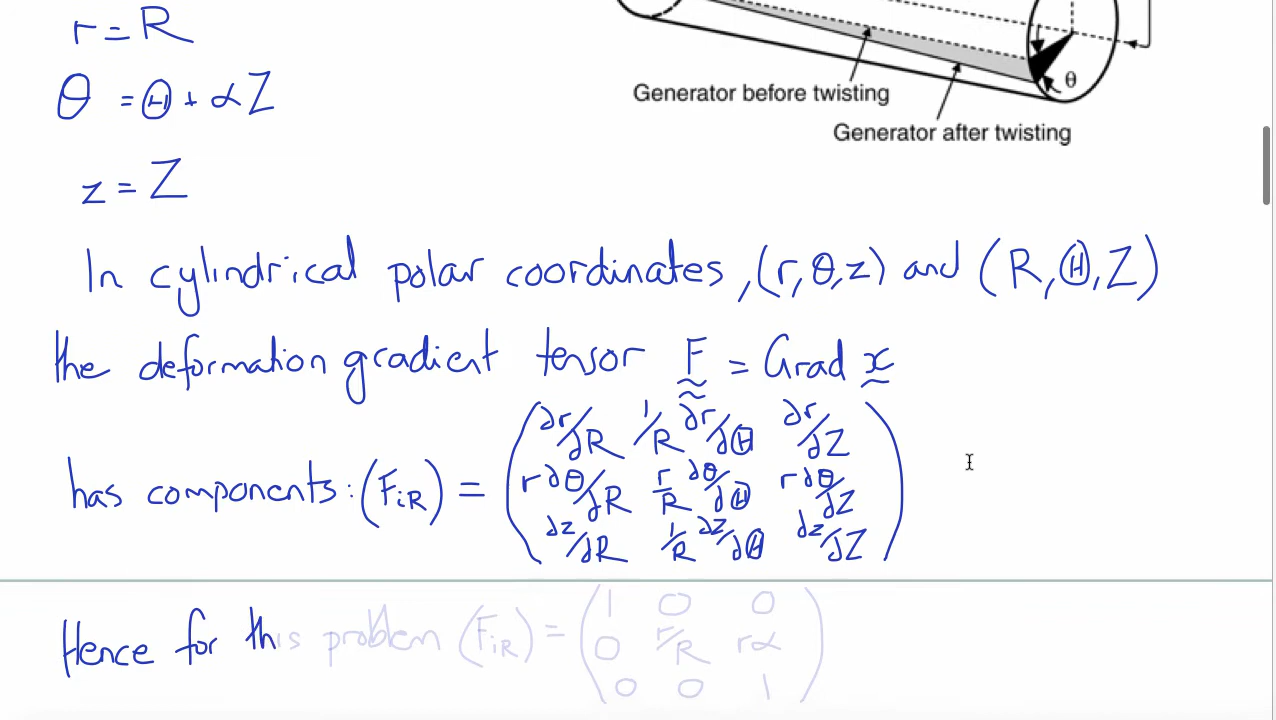 r = R
θ = Θ + αZ
z = Z
Generator before twisting
θ
Generator after twisting
In cylindrical polar coordinates, (r, θ, z) and (R, Θ, Z)
the deformation gradient tensor F = Grad x
has components: (FiR) = ( ∂r/∂R 1/R ∂r/∂Θ ∂r/∂Z
r∂θ/∂R r/R ∂θ/∂Θ r∂θ/∂Z
∂z/∂R 1/R ∂z/∂Θ ∂z/∂Z )
Hence for this problem (FiR) = ( 1 0 0
0 r/R rα
0 0 1 )